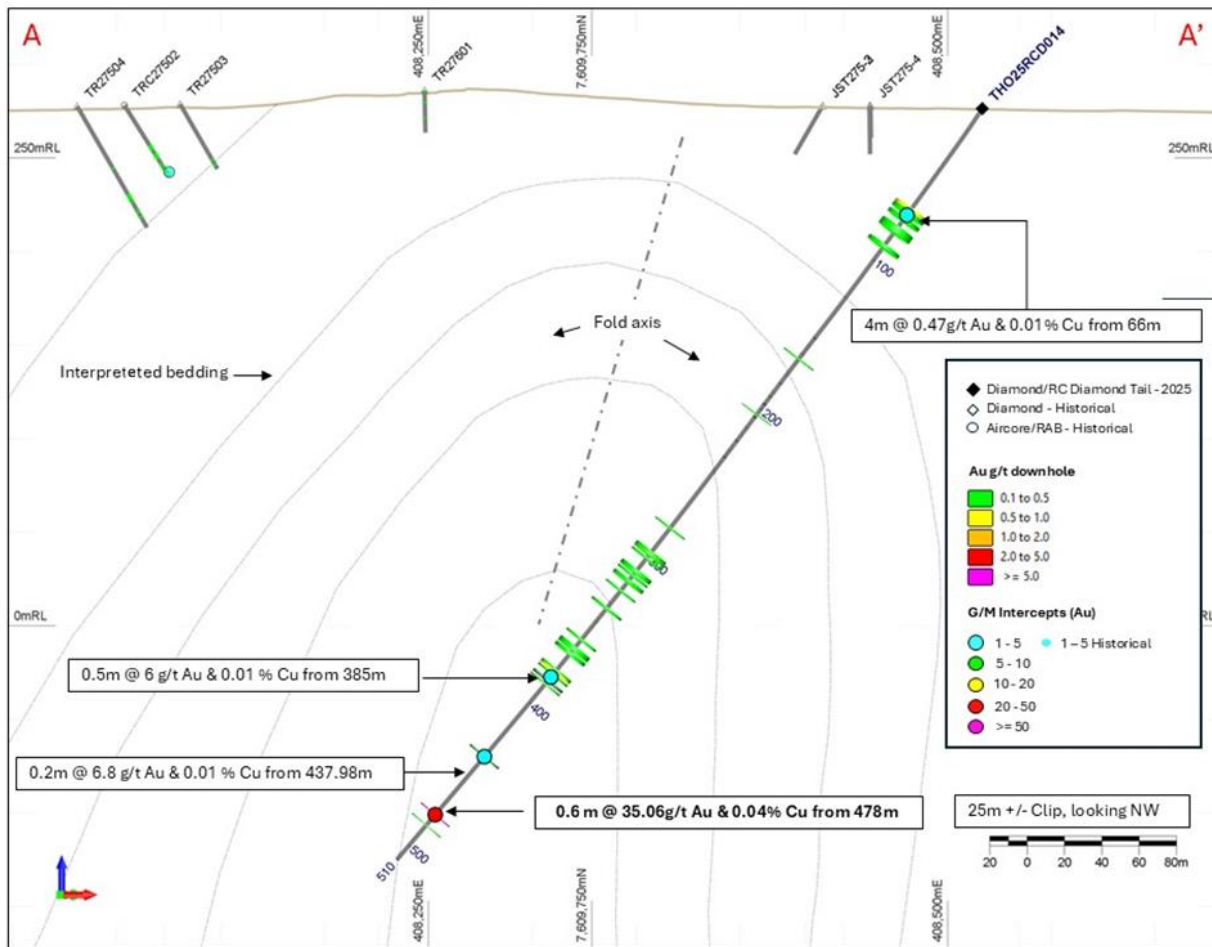 A
A'
TR27504
TRC27502
TR27503
408,250mE
TR27601
7,609,750mN
JST275-3
JST275-4
408,500mE
THO25RCD014
250mRL
250mRL
100
4m @ 0.47g/t Au & 0.01% Cu from 66m
Fold axis
Interpreteted bedding
200
◆ Diamond/RC Diamond Tail - 2025
◇ Diamond - Historical
○ Aircore/RAB - Historical
Au g/t downhole
0.1 to 0.5
0.5 to 1.0
1.0 to 2.0
2.0 to 5.0
>= 5.0
G/M Intercepts (Au)
1 - 5
1 – 5 Historical
5 - 10
10 - 20
20 - 50
>= 50
300
0mRL
RL
0.5m @ 6 g/t Au & 0.01 % Cu from 385m
400
0.2m @ 6.8 g/t Au & 0.01 % Cu from 437.98m
0.6 m @ 35.06g/t Au & 0.04% Cu from 478m
500
510
25m +/- Clip, looking NW
20 0 20 40 60 80m
408,250mE
7,609,750mN
408,500mE